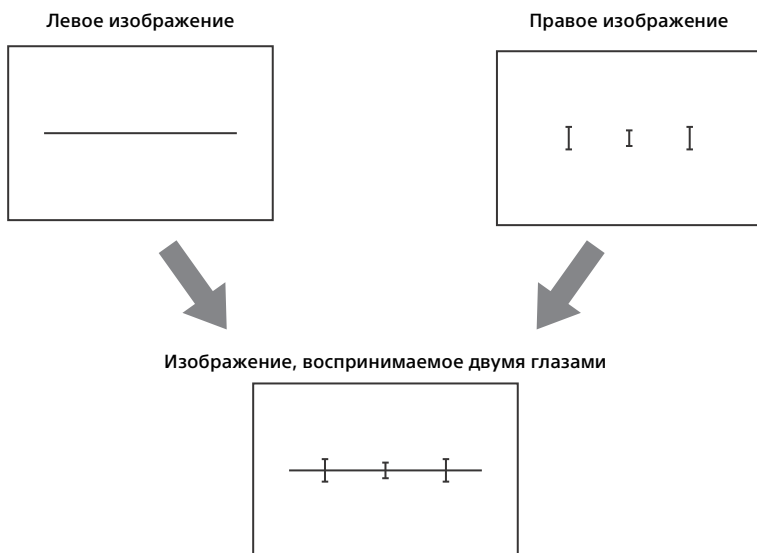 Левое изображение
Правое изображение
Изображение, воспринимаемое двумя глазами